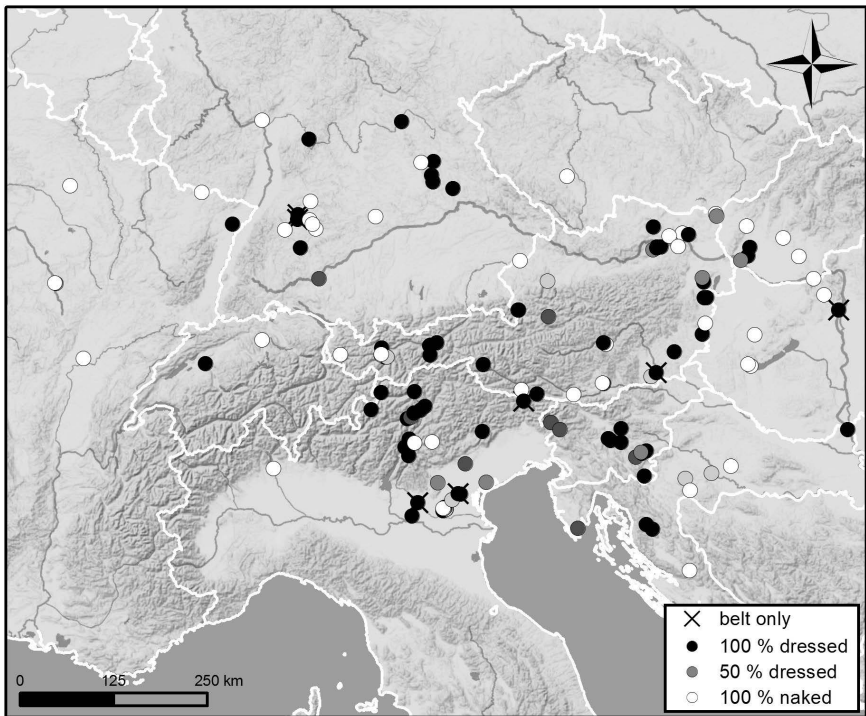 belt only
100 % dressed
50 % dressed
100 % naked
0 125 250 km